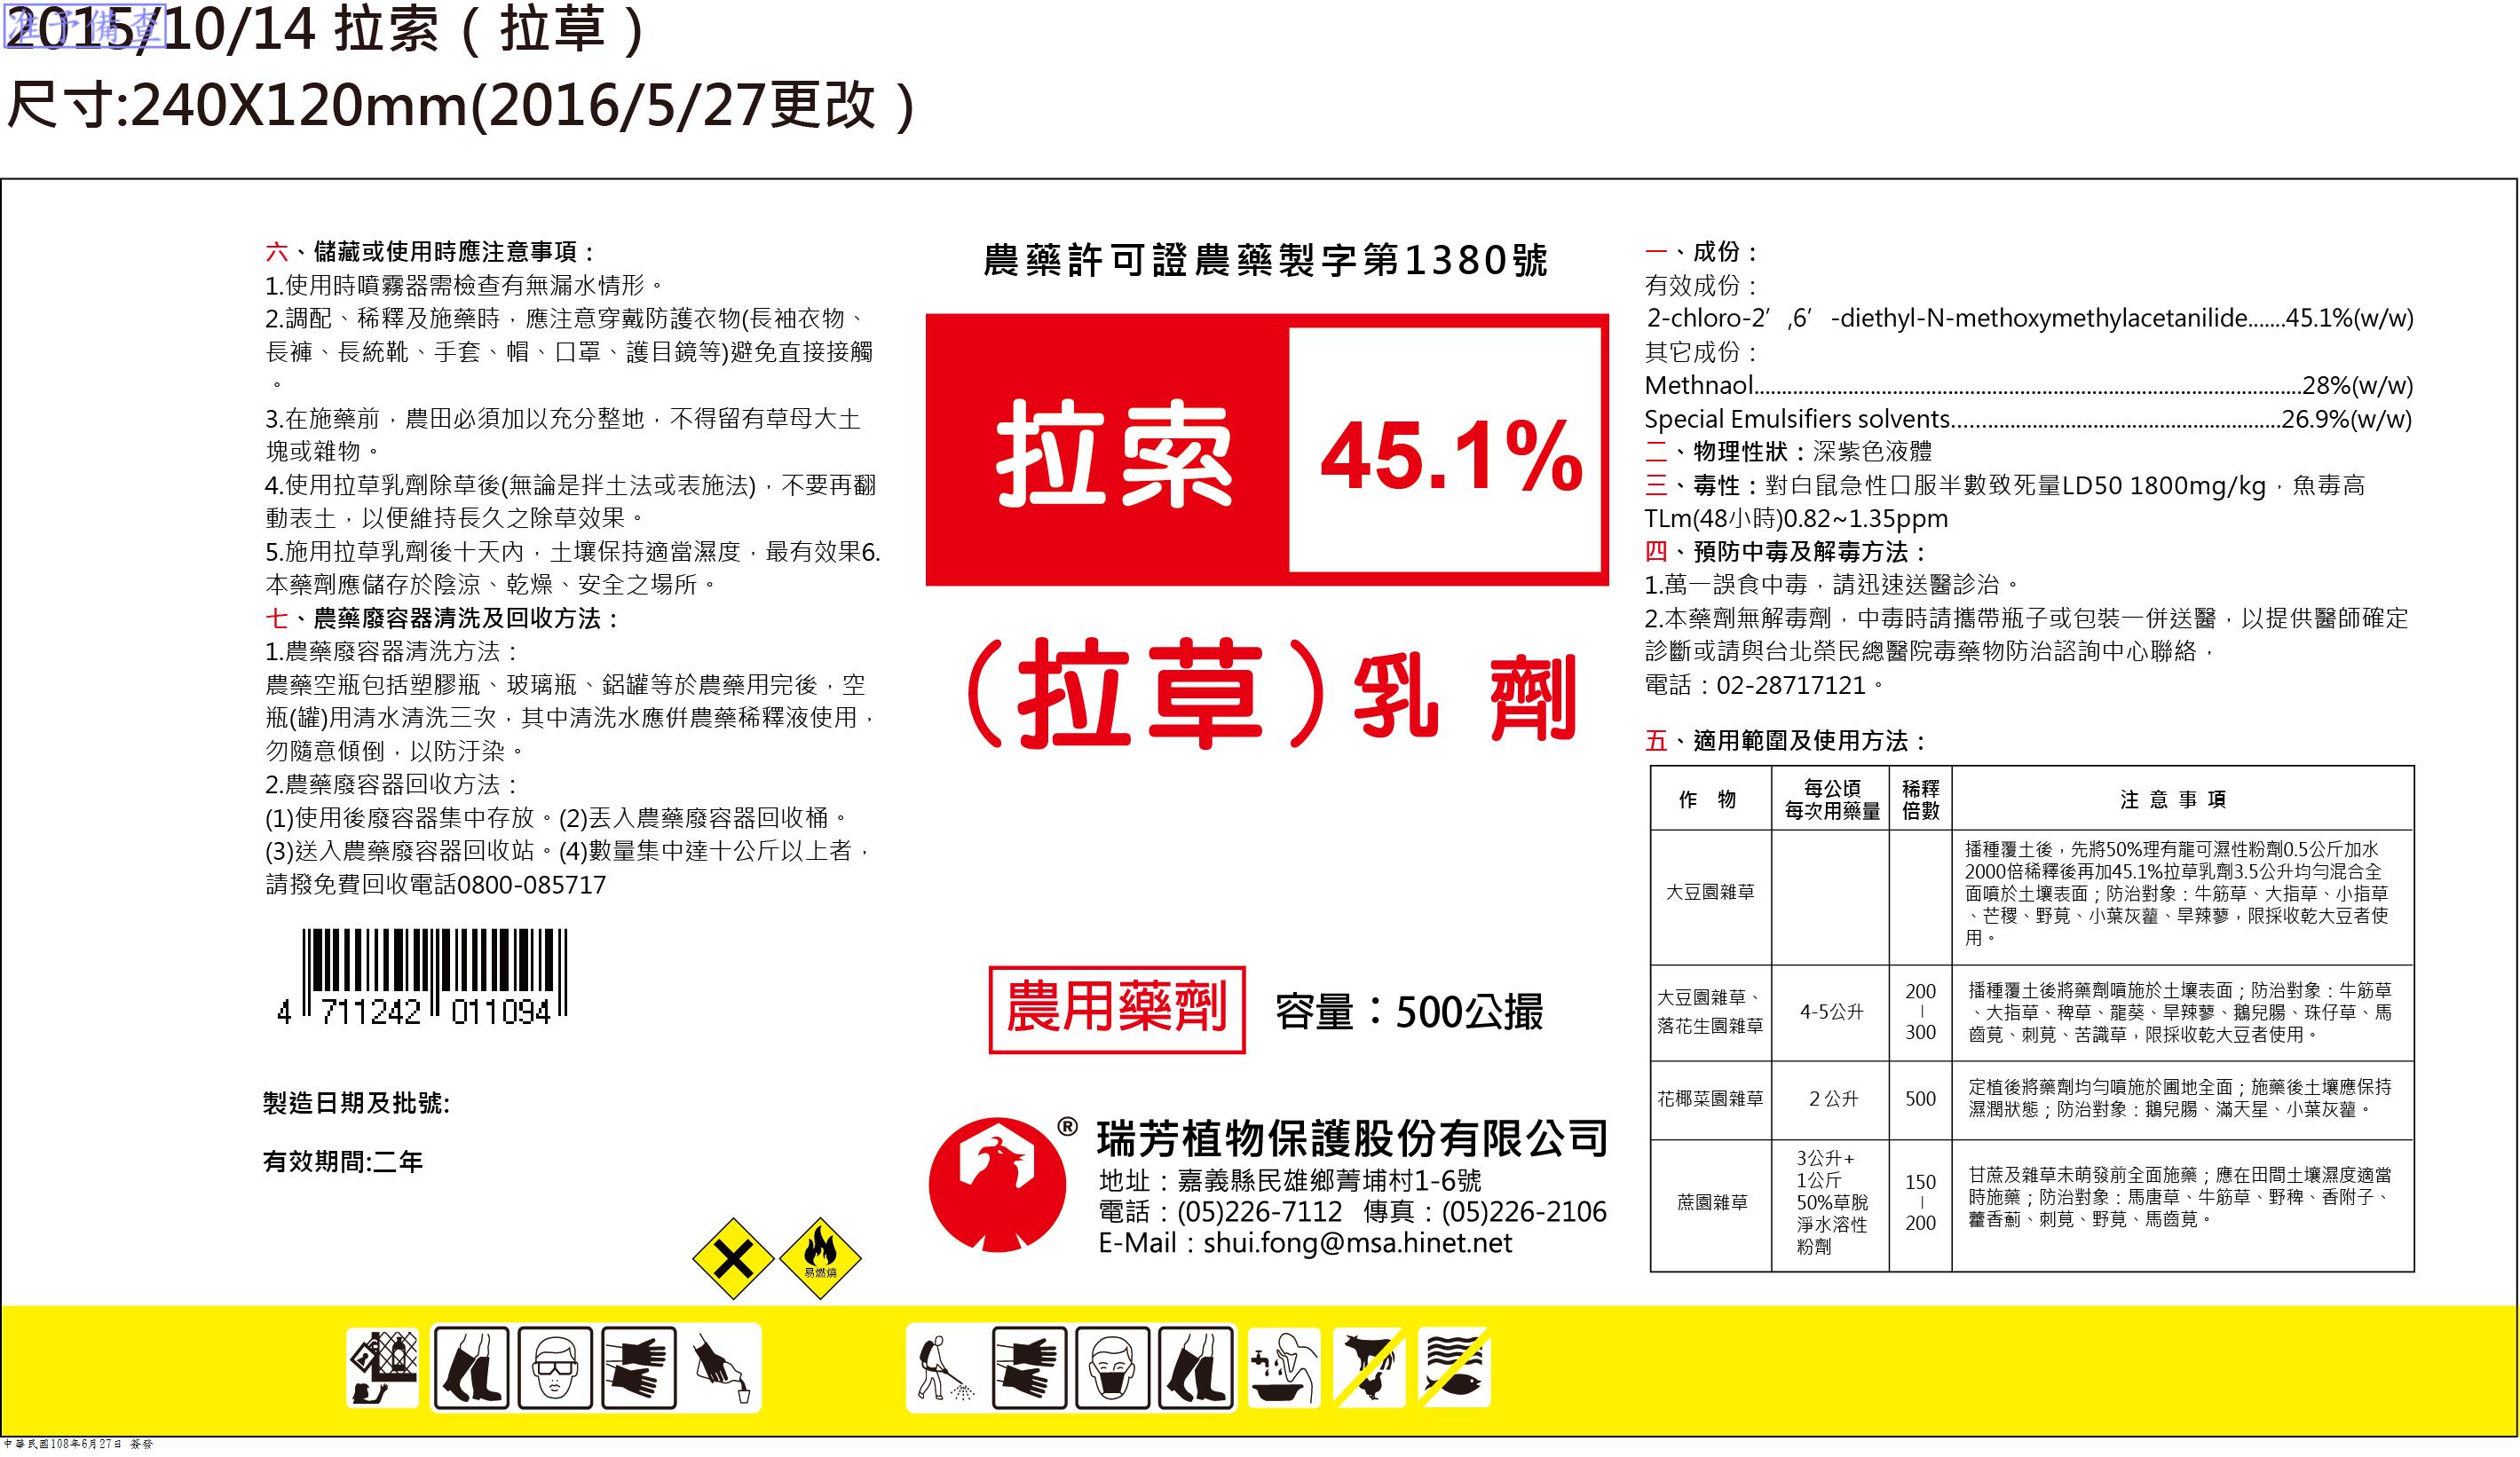 准予備查
2015/10/14 拉索（拉草）
尺寸:240X120mm(2016/5/27更改）
六、儲藏或使用時應注意事項：
1.使用時噴霧器需檢查有無漏水情形。
2.調配、稀釋及施藥時，應注意穿戴防護衣物(長袖衣物、
長褲、長統靴、手套、帽、口罩、護目鏡等)避免直接接觸
。
3.在施藥前，農田必須加以充分整地，不得留有草母大土
塊或雜物。
4.使用拉草乳劑除草後(無論是拌土法或表施法)，不要再翻
動表土，以便維持長久之除草效果。
5.施用拉草乳劑後十天內，土壤保持適當濕度，最有效果6.
本藥劑應儲存於陰涼、乾燥、安全之場所。
七、農藥廢容器清洗及回收方法：
1.農藥廢容器清洗方法：
農藥空瓶包括塑膠瓶、玻璃瓶、鋁罐等於農藥用完後，空
瓶(罐)用清水清洗三次，其中清洗水應倂農藥稀釋液使用，
勿隨意傾倒，以防汙染。
2.農藥廢容器回收方法：
(1)使用後廢容器集中存放。(2)丟入農藥廢容器回收桶。
(3)送入農藥廢容器回收站。(4)數量集中達十公斤以上者，
請撥免費回收電話0800-085717
4 711242 011094
製造日期及批號:
有效期間:二年
易燃燒
農藥許可證農藥製字第1380號
拉索 45.1%
（拉草）乳 劑
農用藥劑 容量：500公撮
®
瑞芳植物保護股份有限公司
地址：嘉義縣民雄鄉菁埔村1-6號
電話：(05)226-7112 傳真：(05)226-2106
E-Mail：shui.fong@msa.hinet.net
一、成份：
有效成份：
2-chloro-2′,6′-diethyl-N-methoxymethylacetanilide.......45.1%(w/w)
其它成份：
Methnaol....................................................28%(w/w)
Special Emulsifiers solvents................................26.9%(w/w)
二、物理性狀：深紫色液體
三、毒性：對白鼠急性口服半數致死量LD50 1800mg/kg，魚毒高
TLm(48小時)0.82~1.35ppm
四、預防中毒及解毒方法：
1.萬一誤食中毒，請迅速送醫診治。
2.本藥劑無解毒劑，中毒時請攜帶瓶子或包裝一併送醫，以提供醫師確定
診斷或請與台北榮民總醫院毒藥物防治諮詢中心聯絡，
電話：02-28717121。
五、適用範圍及使用方法：
作 物
每公頃
每次用藥量
稀釋
倍數
注 意 事 項
大豆園雜草
播種覆土後，先將50%理有龍可濕性粉劑0.5公斤加水
2000倍稀釋後再加45.1%拉草乳劑3.5公升均勻混合全
面噴於土壤表面；防治對象：牛筋草、大指草、小指草
、芒稷、野莧、小葉灰藋、旱辣蓼，限採收乾大豆者使
用。
大豆園雜草、
落花生園雜草
4-5公升
200
－
300
播種覆土後將藥劑噴施於土壤表面；防治對象：牛筋草
、大指草、稗草、龍葵、旱辣蓼、鵝兒腸、珠仔草、馬
齒莧、刺莧、苦識草，限採收乾大豆者使用。
花椰菜園雜草
2 公升
500
定植後將藥劑均勻噴施於圃地全面；施藥後土壤應保持
濕潤狀態；防治對象：鵝兒腸、滿天星、小葉灰藋。
蔗園雜草
3公升+
1公斤
50%草脫
淨水溶性
粉劑
150
－
200
甘蔗及雜草未萌發前全面施藥；應在田間土壤濕度適當
時施藥；防治對象：馬唐草、牛筋草、野稗、香附子、
藿香薊、刺莧、野莧、馬齒莧。
中華民國108年6月27日 簽發